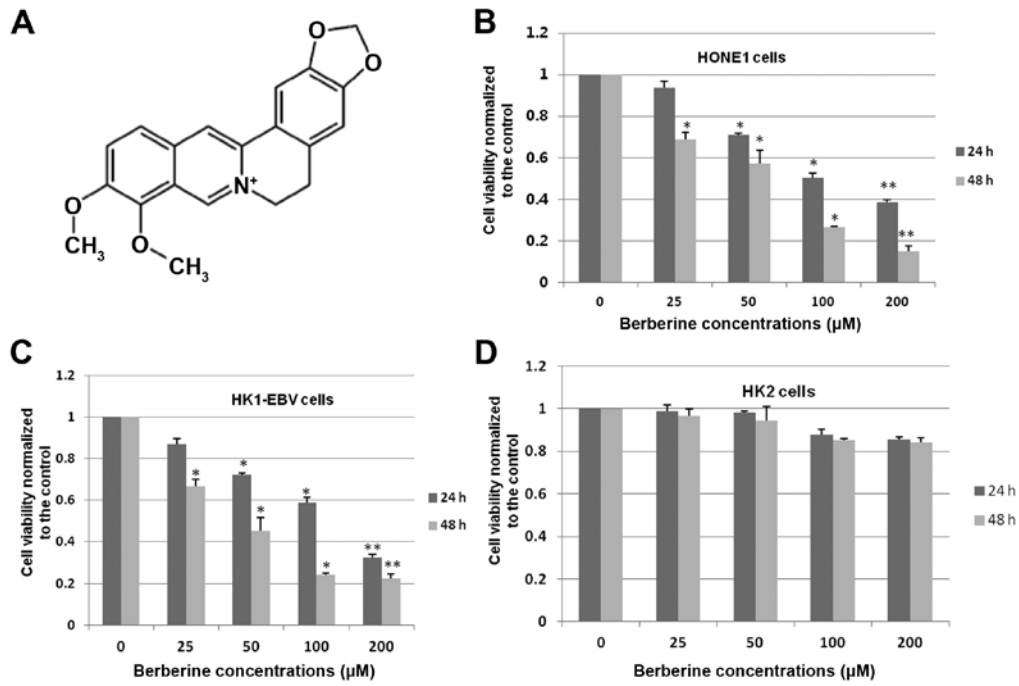 A
O
O
N+
O
CH3
O
CH3
B
HONE1 cells
Cell viability normalized
to the control
1.2
1
0.8
0.6
0.4
0.2
0
* * * * * ** **
0 25 50 100 200
Berberine concentrations (µM)
24 h
48 h
C
HK1-EBV cells
Cell viability normalized
to the control
1.2
1
0.8
0.6
0.4
0.2
0
* * * * * ** **
0 25 50 100 200
Berberine concentrations (µM)
24 h
48 h
D
HK2 cells
Cell viability normalized
to the control
1.2
1
0.8
0.6
0.4
0.2
0
0 25 50 100 200
Berberine concentrations (µM)
24 h
48 h